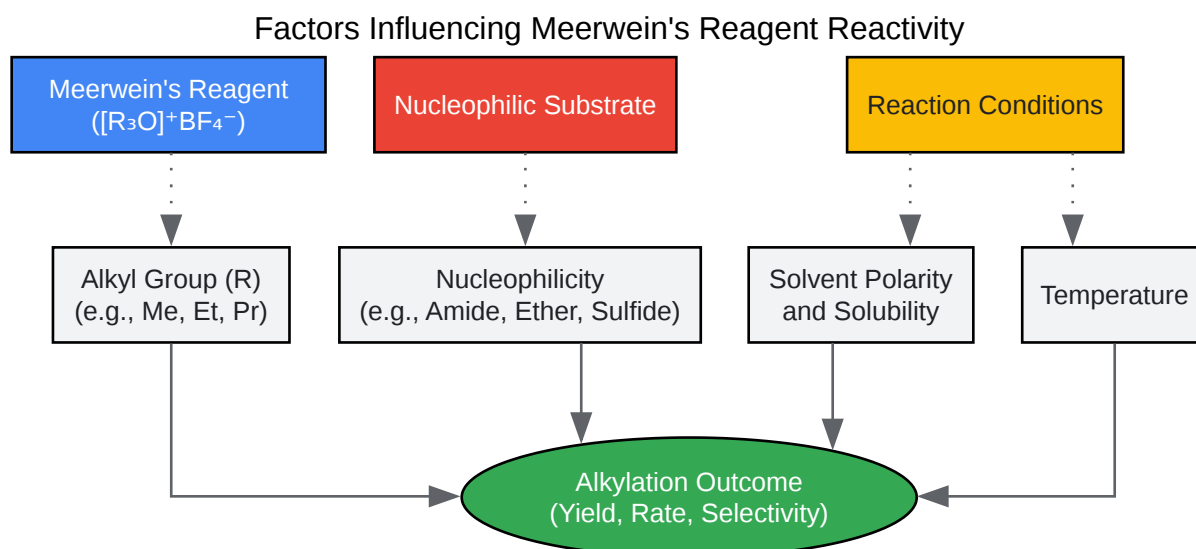 Factors Influencing Meerwein's Reagent Reactivity
Meerwein's Reagent
([R₃O]⁺BF₄⁻)
Nucleophilic Substrate
Reaction Conditions
Alkyl Group (R)
(e.g., Me, Et, Pr)
Nucleophilicity
(e.g., Amide, Ether, Sulfide)
Solvent Polarity
and Solubility
Temperature
Alkylation Outcome
(Yield, Rate, Selectivity)